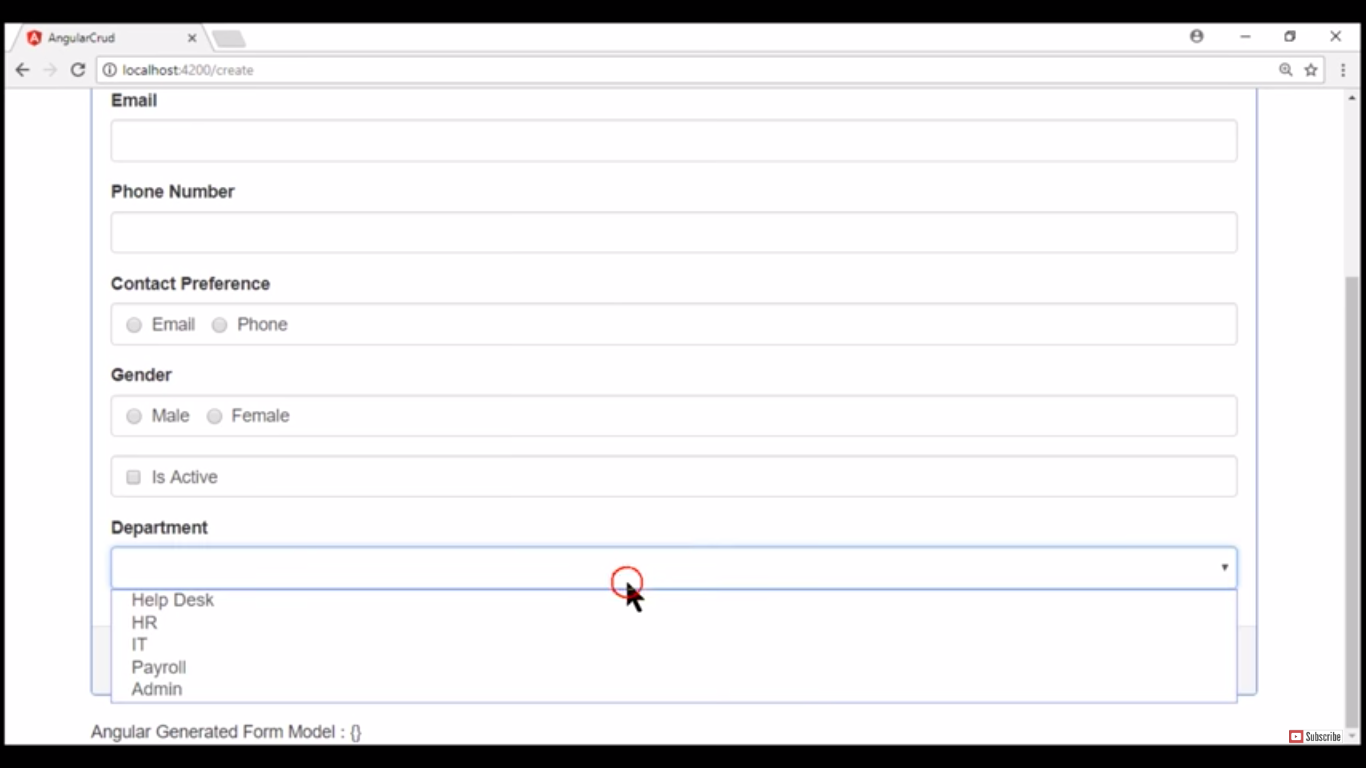 AngularCrud
localhost:4200/create
Email
Phone Number
Contact Preference
Email Phone
Gender
Male Female
Is Active
Department
Help Desk
HR
IT
Payroll
Admin
Angular Generated Form Model : {}
Subscribe